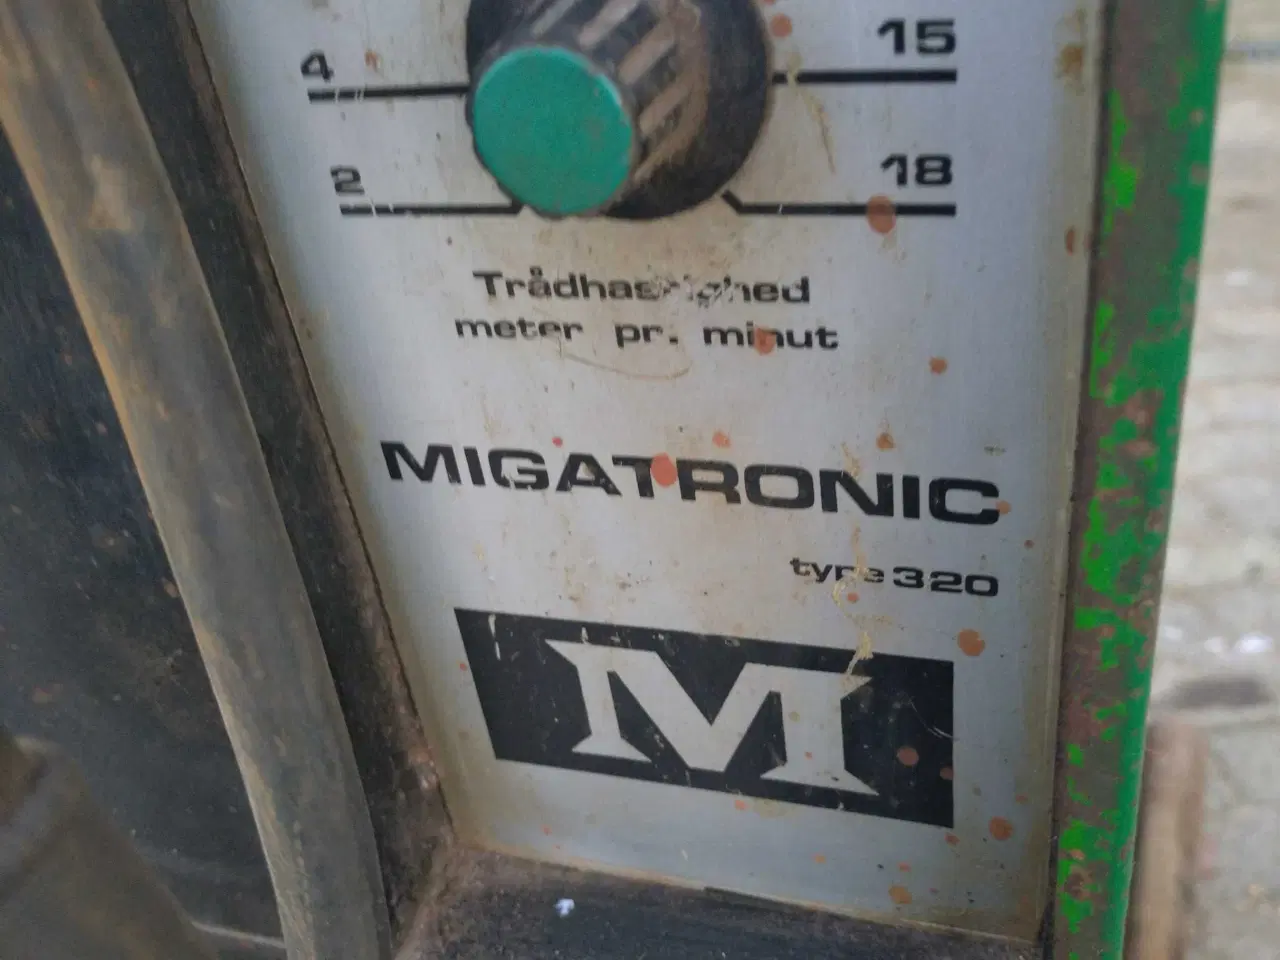 4 15
2 18
Trådhastighed
meter pr. minut
MIGATRONIC
type 320
M